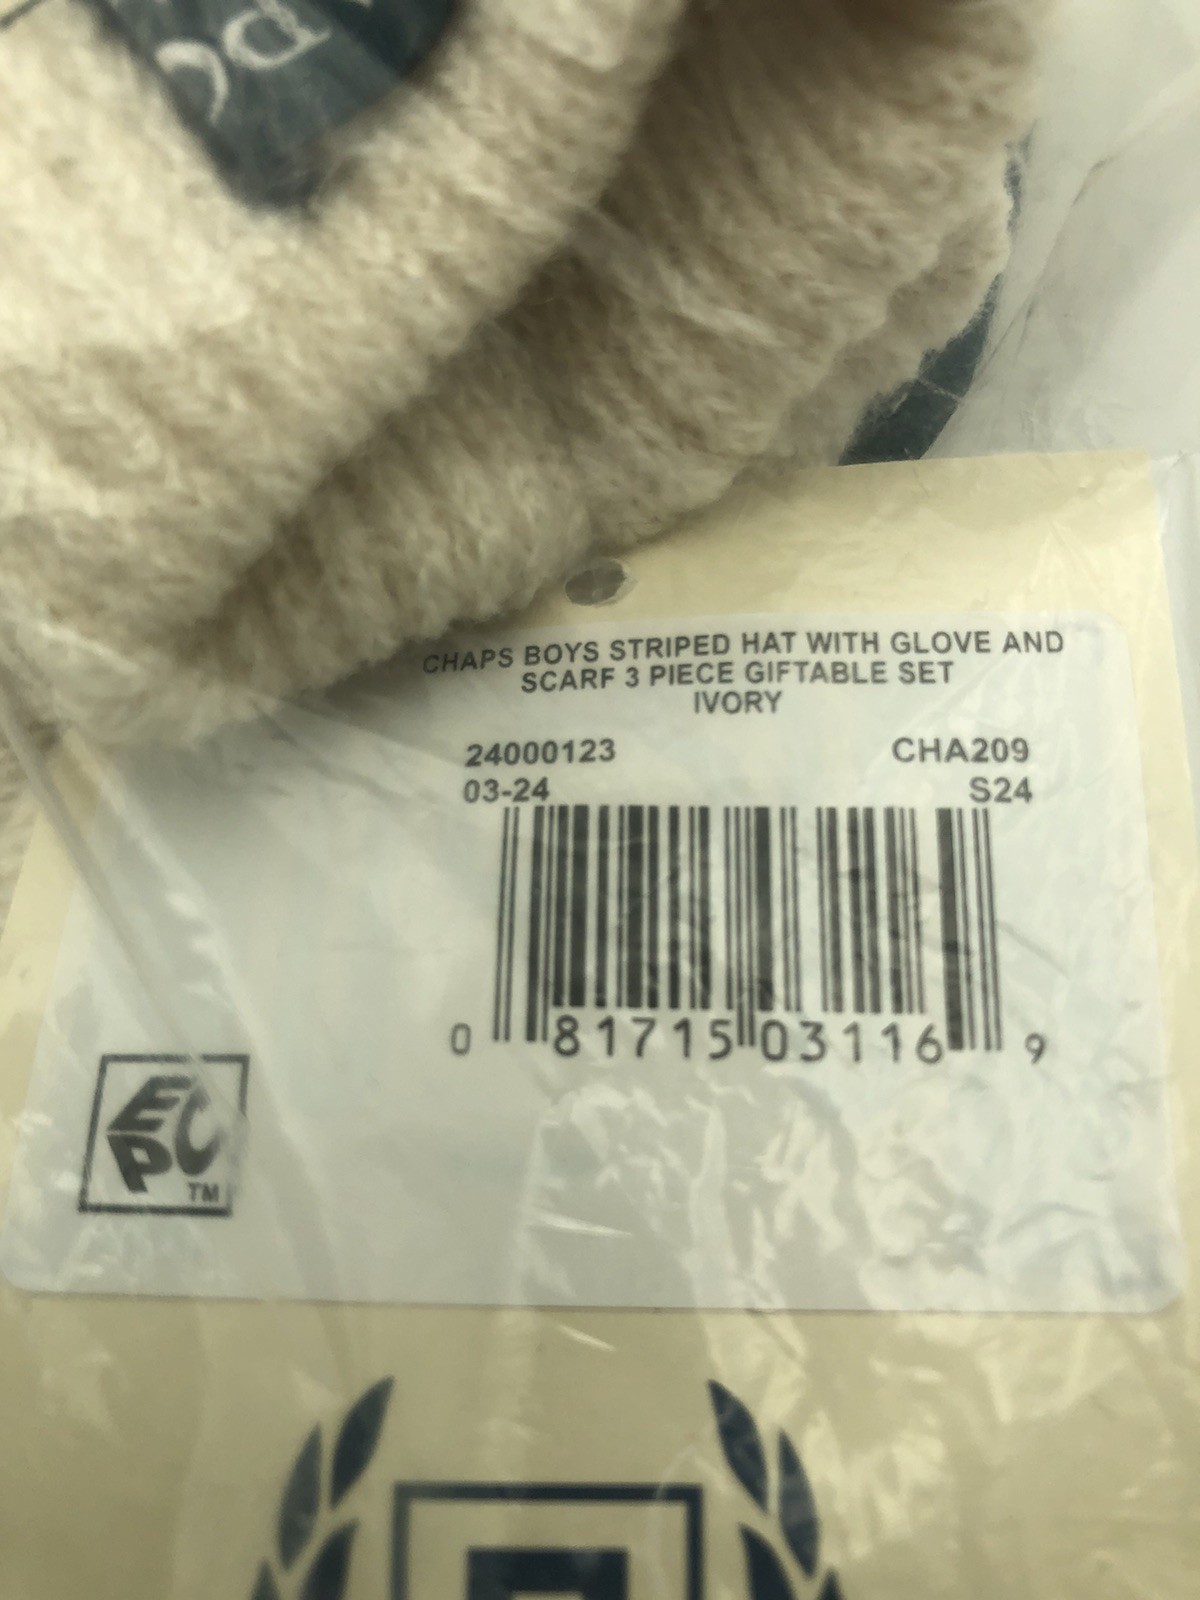 CHAPS BOYS STRIPED HAT WITH GLOVE AND
SCARF 3 PIECE GIFTABLE SET
IVORY
24000123 CHA209
03-24 S24
0 81715 03116 9
EPC
TM